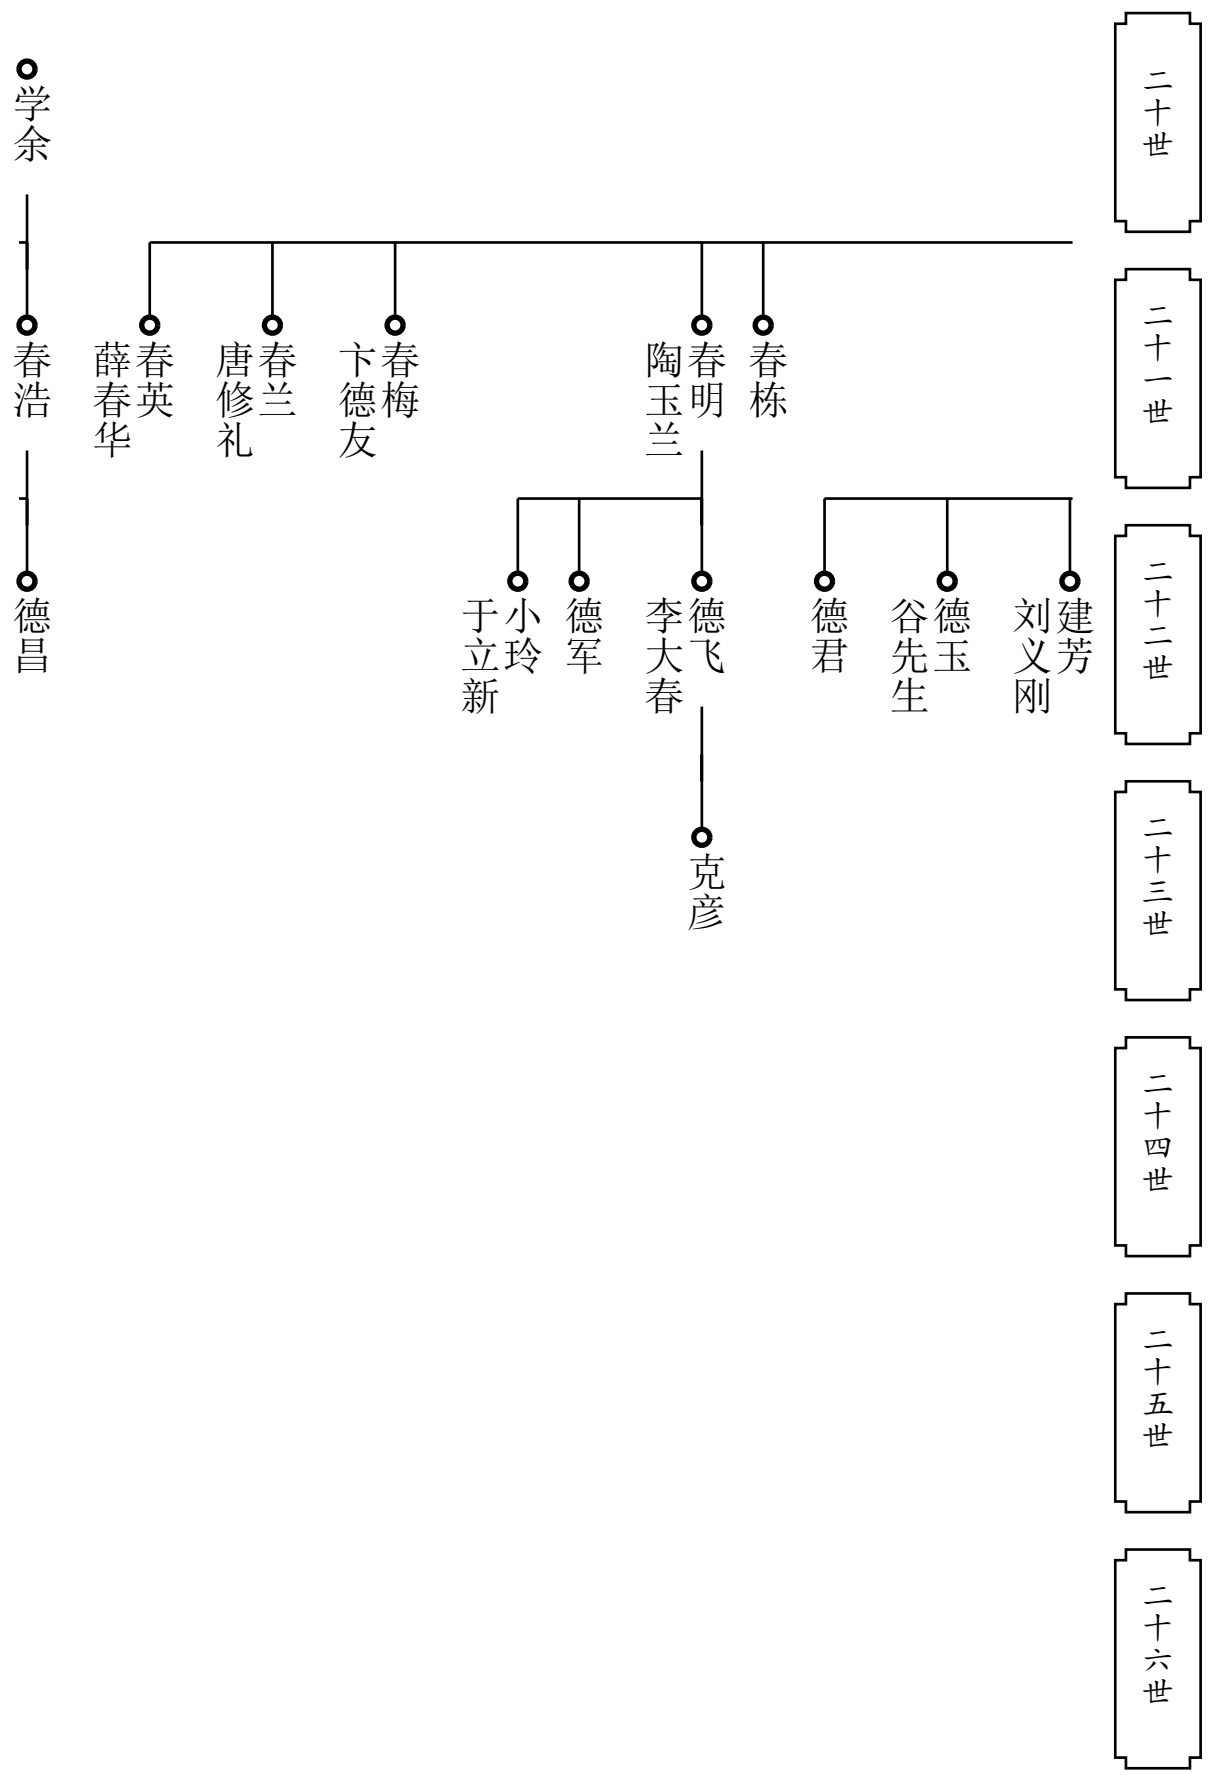 二十世
学余
二十一世
春栋
春明
陶玉兰
春梅
卞德友
春兰
唐修礼
春英
薛春华
春浩
二十二世
建芳
刘义刚
德玉
谷先生
德君
德飞
李大春
德军
小玲
于立新
德昌
二十三世
克彦
二十四世
二十五世
二十六世